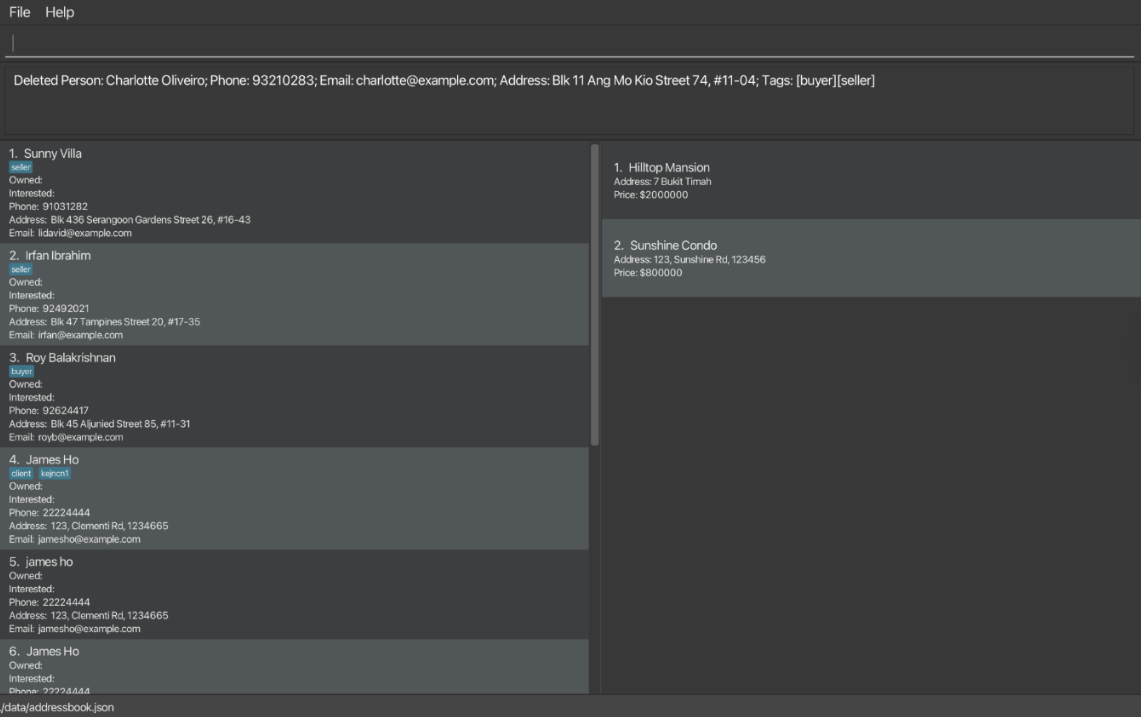 File Help
Deleted Person: Charlotte Oliveiro; Phone: 93210283; Email: charlotte@example.com; Address: Blk 11 Ang Mo Kio Street 74, #11-04; Tags: [buyer][seller]
1. Sunny Villa
seller
Owned:
Interested:
Phone: 91031282
Address: Blk 436 Serangoon Gardens Street 26, #16-43
Email: lidavid@example.com
2. Irfan Ibrahim
seller
Owned:
Interested:
Phone: 92492021
Address: Blk 47 Tampines Street 20, #17-35
Email: irfan@example.com
3. Roy Balakrishnan
buyer
Owned:
Interested:
Phone: 92624417
Address: Blk 45 Aljunied Street 85, #11-31
Email: royb@example.com
4. James Ho
client kejncn1
Owned:
Interested:
Phone: 22224444
Address: 123, Clementi Rd, 1234665
Email: jamesho@example.com
5. james ho
Owned:
Interested:
Phone: 22224444
Address: 123, Clementi Rd, 1234665
Email: jamesho@example.com
6. James Ho
Owned:
Interested:
Phone: 22224444
1. Hilltop Mansion
Address: 7 Bukit Timah
Price: $2000000
2. Sunshine Condo
Address: 123, Sunshine Rd, 123456
Price: $800000
./data/addressbook.json